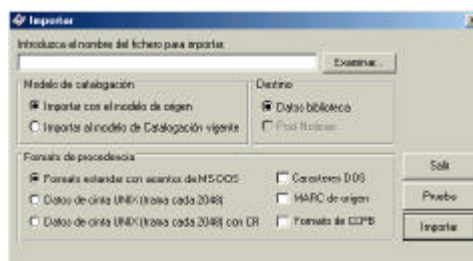 Importar
Introduzca el nombre del fichero para importar:
Examinar...
Modelo de catalogación
Importar con el modelo de origen
Importar al modelo de Catalogación vigente
Destino
Datos biblioteca
Pool Noticias
Formato de procedencia
Formato estandar con acentos de MS-DOS
Datos de cinta UNIX (trama cada 2048)
Datos de cinta UNIX (trama cada 2048) con CR
Caracteres DOS
MARC de origen
Formato de CCPB
Salir
Prueba
Importar